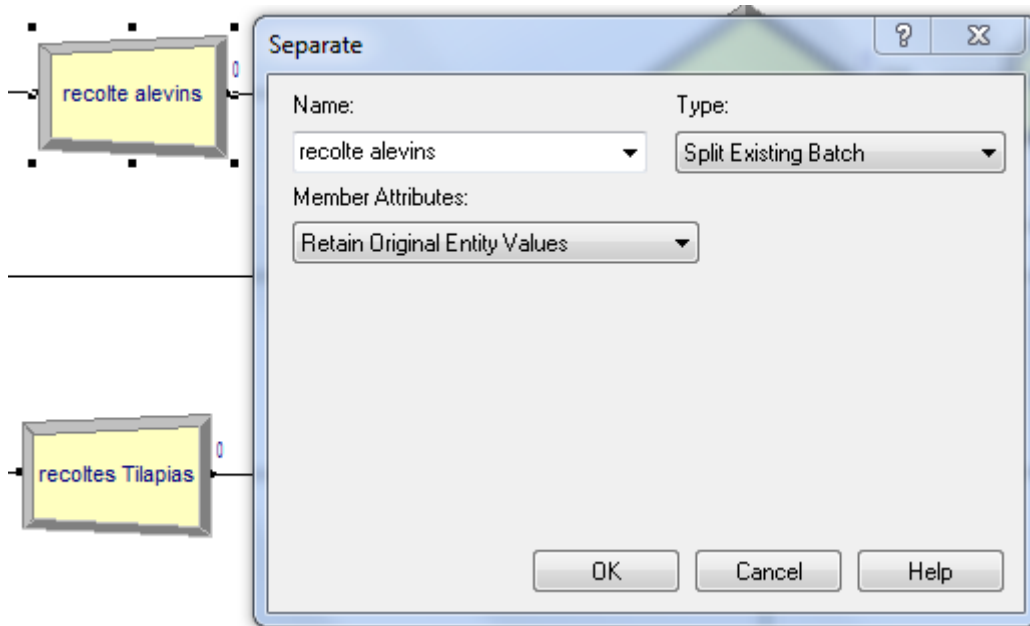 Separate
recolte alevins
0
Name:
Type:
recolte alevins
Split Existing Batch
Member Attributes:
Retain Original Entity Values
recoltes Tilapias
0
OK
Cancel
Help